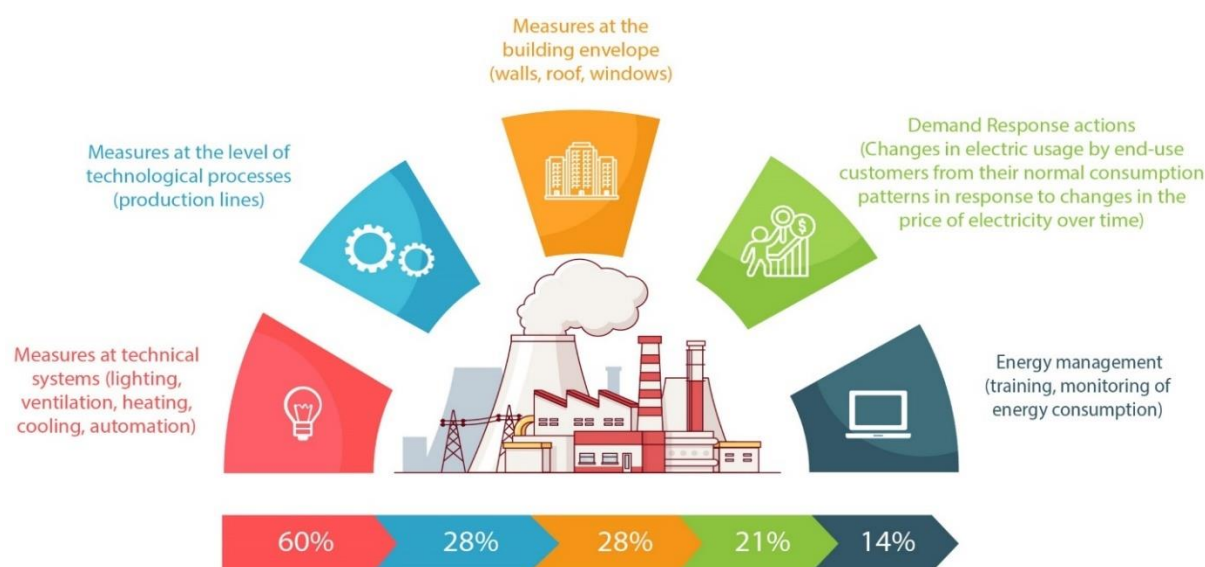 Measures at the
building envelope
(walls, roof, windows)
Measures at the level of
technological processes
(production lines)
Demand Response actions
(Changes in electric usage by end-use
customers from their normal consumption
patterns in response to changes in the
price of electricity over time)
Measures at technical
systems (lighting,
ventilation, heating,
cooling, automation)
Energy management
(training, monitoring of
energy consumption)
$
60% 28% 28% 21% 14%